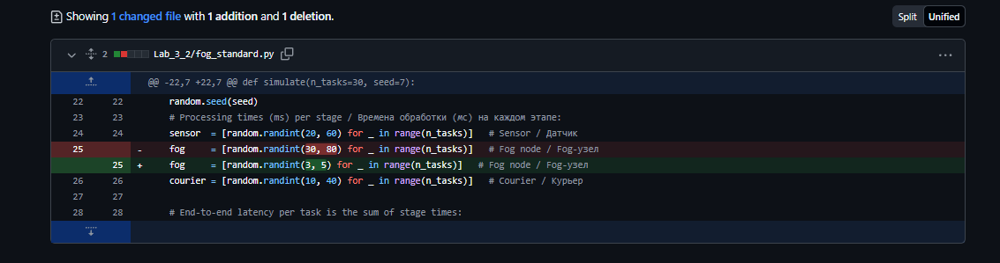 Showing 1 changed file with 1 addition and 1 deletion.
Split Unified
2 Lab_3_2/fog_standard.py
@@ -22,7 +22,7 @@ def simulate(n_tasks=30, seed=7):
22 22 random.seed(seed)
23 23 # Processing times (ms) per stage / Времена обработки (мс) на каждом этапе:
24 24 sensor = [random.randint(20, 60) for _ in range(n_tasks)] # Sensor / Датчик
25 - fog = [random.randint(30, 80) for _ in range(n_tasks)] # Fog node / Fog-узел
25 + fog = [random.randint(3, 5) for _ in range(n_tasks)] # Fog node / Fog-узел
26 26 courier = [random.randint(10, 40) for _ in range(n_tasks)] # Courier / Курьер
27 27
28 28 # End-to-end latency per task is the sum of stage times: